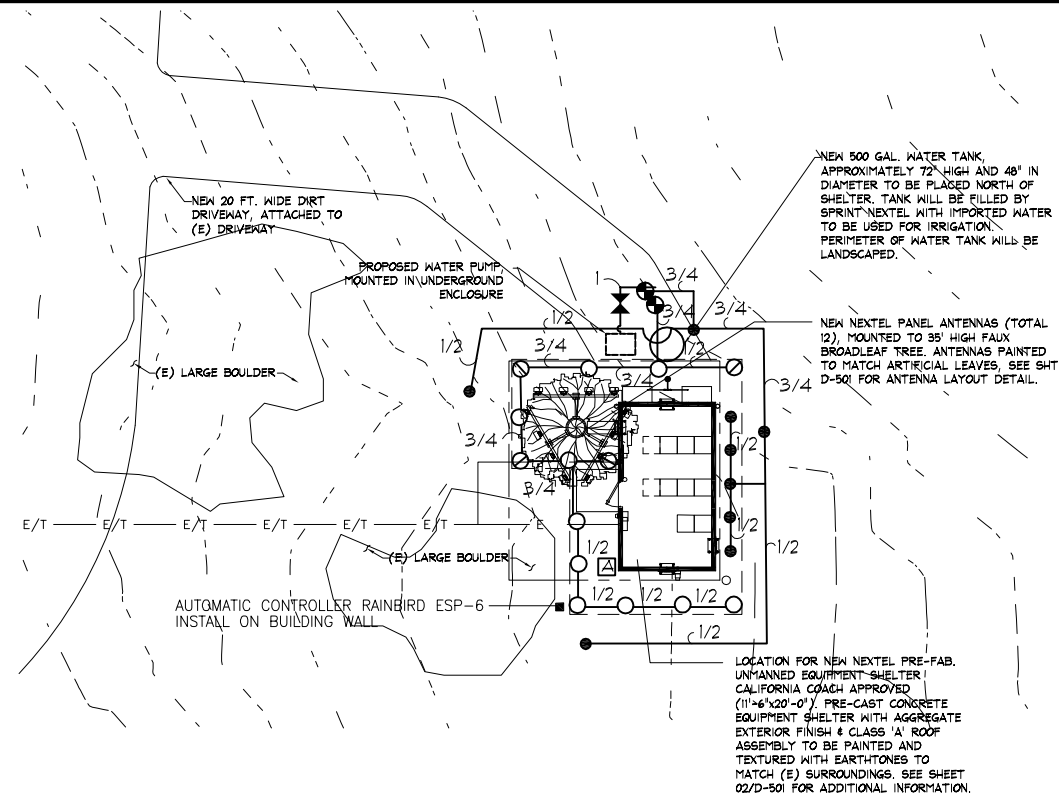 NEW 500 GAL. WATER TANK,
APPROXIMATELY 72" HIGH AND 48" IN
DIAMETER TO BE PLACED NORTH OF
SHELTER. TANK WILL BE FILLED BY
SPRINT NEXTEL WITH IMPORTED WATER
TO BE USED FOR IRRIGATION.
PERIMETER OF WATER TANK WILL BE
LANDSCAPED.
NEW 20 FT. WIDE DIRT
DRIVEWAY, ATTACHED TO
(E) DRIVEWAY
PROPOSED WATER PUMP,
MOUNTED IN UNDERGROUND
ENCLOSURE
1
3/4
3/4
3/4
1/2
1/2
1/2
3/4
3/4
NEW NEXTEL PANEL ANTENNAS (TOTAL
12), MOUNTED TO 35' HIGH FAUX
BROADLEAF TREE. ANTENNAS PAINTED
TO MATCH ARTIFICIAL LEAVES, SEE SHT
D-501 FOR ANTENNA LAYOUT DETAIL.
(E) LARGE BOULDER
3/4
3/4
1/2
3/4
E/T
E/T
E/T
E/T
E/T
E/T
E
1/2
(E) LARGE BOULDER
1/2
1/2
A
AUTOMATIC CONTROLLER RAINBIRD ESP-6
INSTALL ON BUILDING WALL
1/2
1/2
1/2
1/2
LOCATION FOR NEW NEXTEL PRE-FAB.
UNMANNED EQUIPMENT SHELTER
CALIFORNIA COACH APPROVED
(11'-6"x20'-0"). PRE-CAST CONCRETE
EQUIPMENT SHELTER WITH AGGREGATE
EXTERIOR FINISH & CLASS 'A' ROOF
ASSEMBLY TO BE PAINTED AND
TEXTURED WITH EARTHTONES TO
MATCH (E) SURROUNDINGS. SEE SHEET
02/D-501 FOR ADDITIONAL INFORMATION.